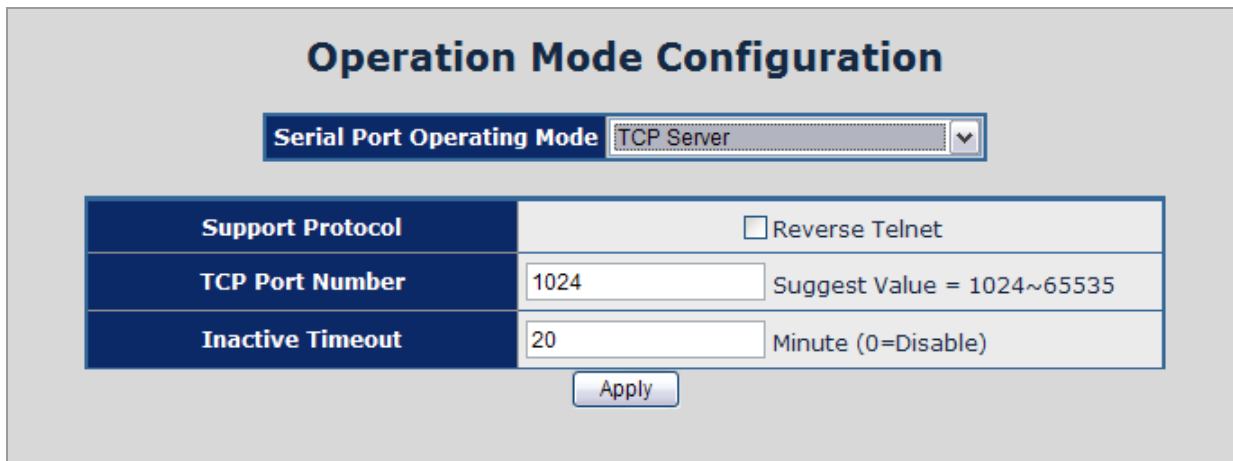 Operation Mode Configuration
Serial Port Operating Mode TCP Server
Support Protocol Reverse Telnet
TCP Port Number 1024 Suggest Value = 1024~65535
Inactive Timeout 20 Minute (0=Disable)
Apply